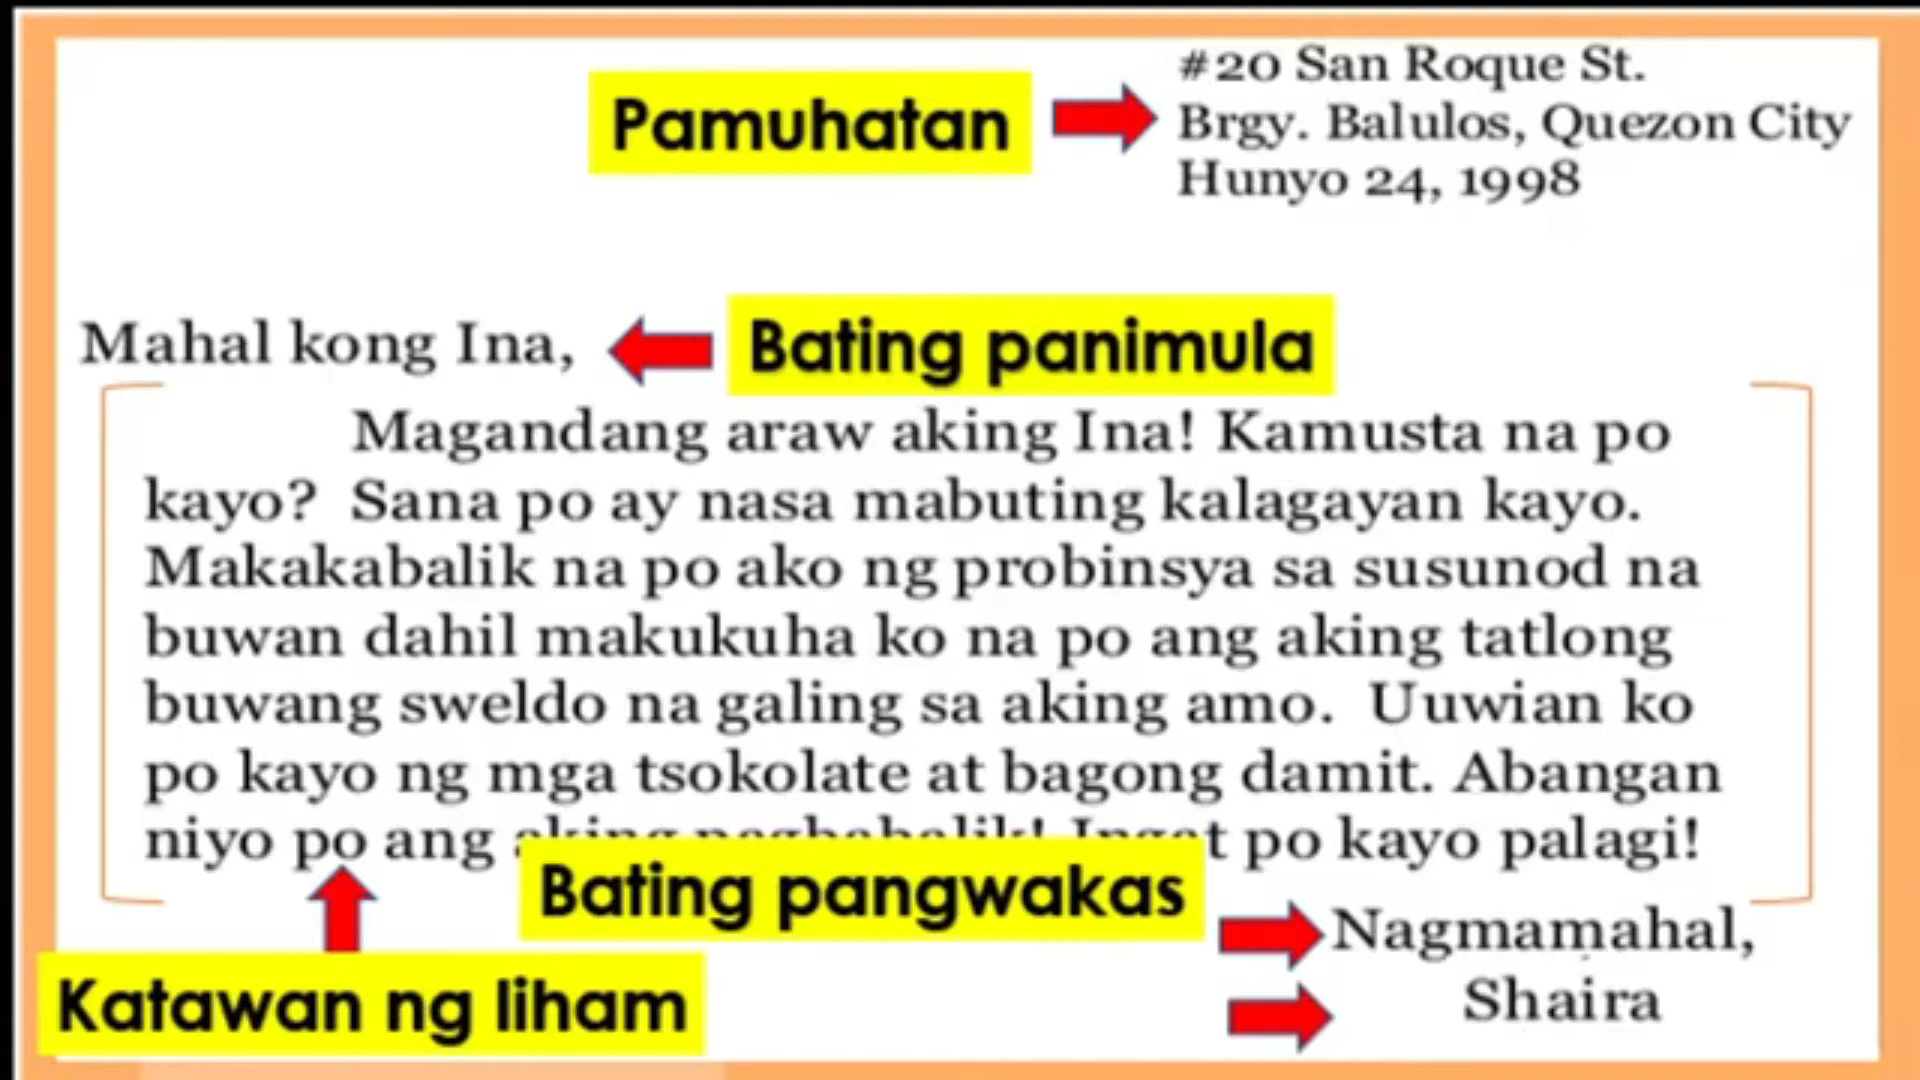 Pamuhatan
#20 San Roque St.
Brgy. Balulos, Quezon City
Hunyo 24, 1998
Mahal kong Ina,
Bating panimula
Magandang araw aking Ina! Kamusta na po
kayo? Sana po ay nasa mabuting kalagayan kayo.
Makakabalik na po ako ng probinsya sa susunod na
buwan dahil makukuha ko na po ang aking tatlong
buwang sweldo na galing sa aking amo. Uuwian ko
po kayo ng mga tsokolate at bagong damit. Abangan
niyo po ang aking pagbabalik! Ingat po kayo palagi!
Bating pangwakas
Nagmamahal,
Katawan ng liham
Shaira